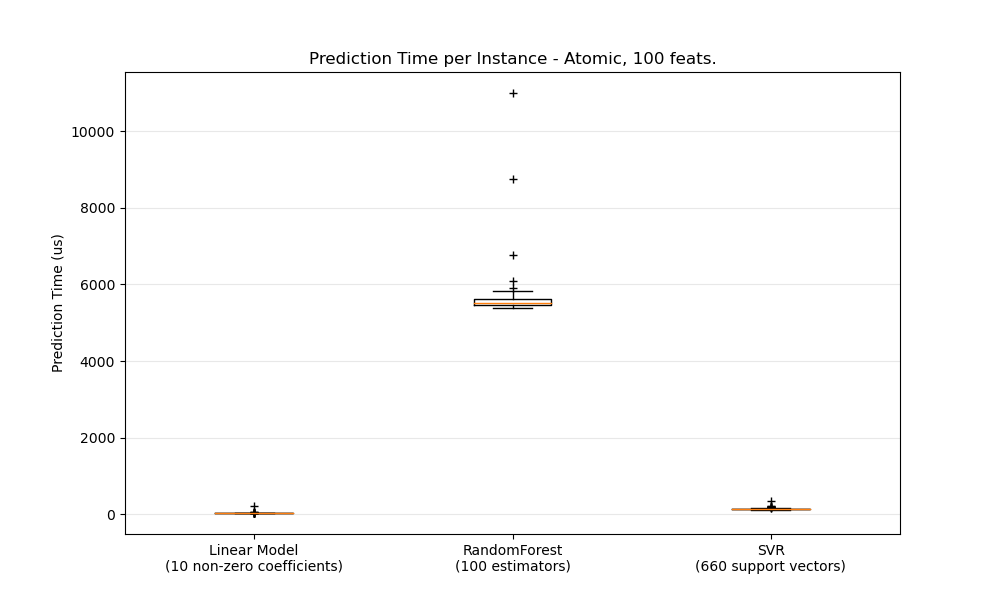 Prediction Time per Instance - Atomic, 100 feats.
Prediction Time (us)
10000
8000
6000
4000
2000
0
Linear Model
(10 non-zero coefficients)
RandomForest
(100 estimators)
SVR
(660 support vectors)